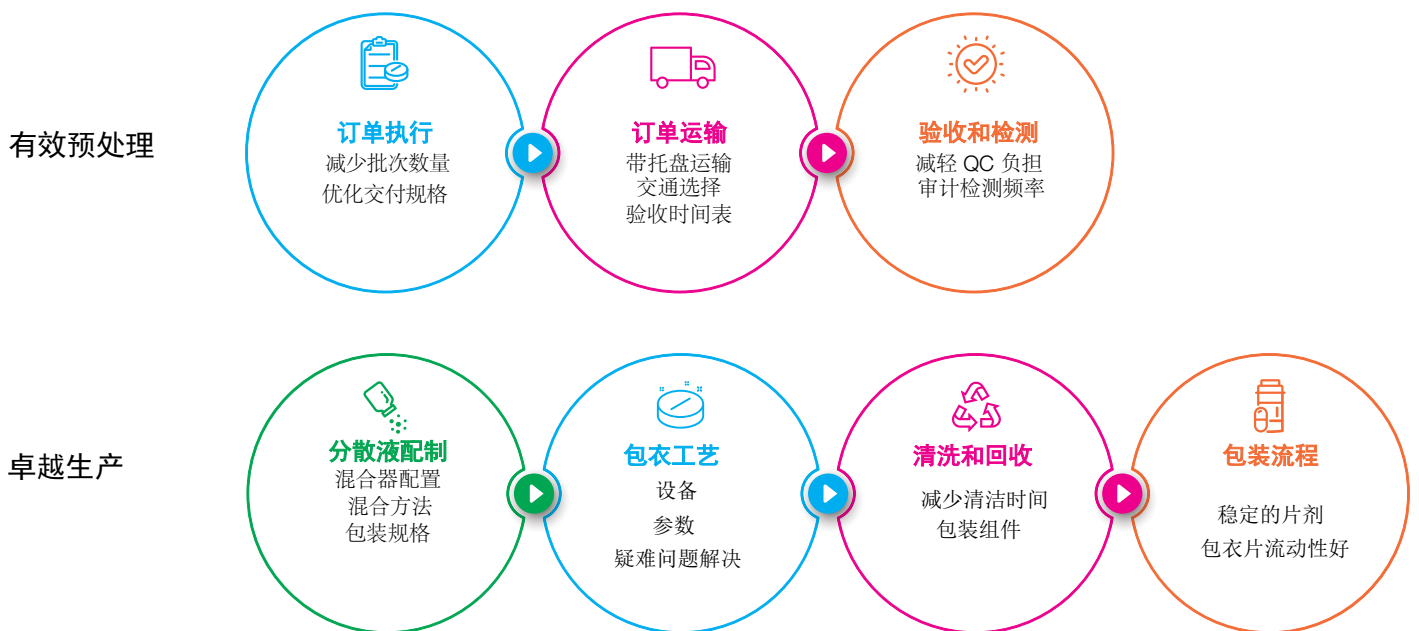 有效预处理
订单执行
减少批次数量
优化交付规格
订单运输
带托盘运输
交通选择
验收时间表
验收和检测
减轻 QC 负担
审计检测频率
卓越生产
分散液配制
混合器配置
混合方法
包装规格
包衣工艺
设备
参数
疑难问题解决
清洗和回收
减少清洁时间
包装组件
包装流程
稳定的片剂
包衣片流动性好